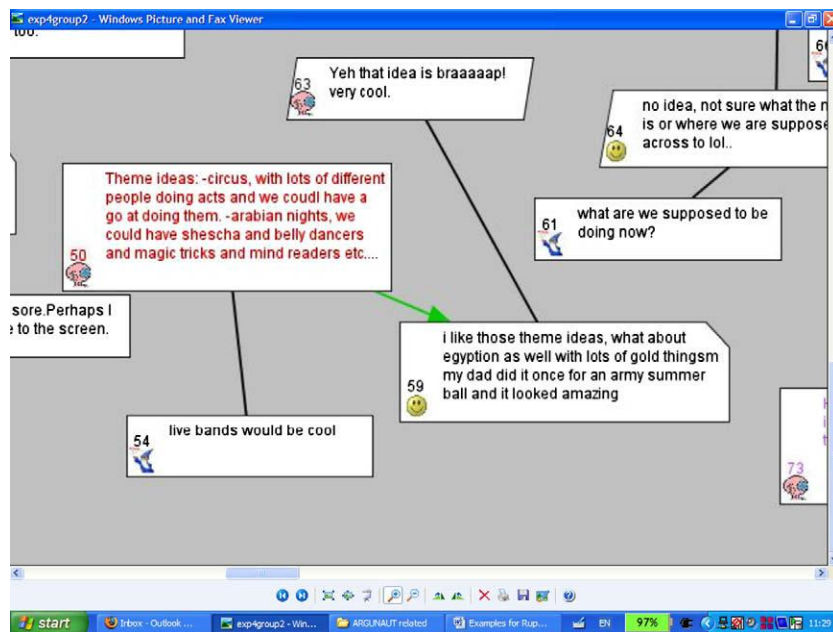 exp4group2 - Windows Picture and Fax Viewer
too.
63
Yeh that idea is braaaaap!
very cool.
64
no idea, not sure what the
is or where we are suppose
across to lol..
50
Theme ideas: -circus, with lots of different
people doing acts and we coudl have a
go at doing them. -arabian nights, we
could have shescha and belly dancers
and magic tricks and mind readers etc....
61
what are we supposed to be
doing now?
sore.Perhaps I
e to the screen.
59
i like those theme ideas, what about
egyption as well with lots of gold thingsm
my dad did it once for an army summer
ball and it looked amazing
54
live bands would be cool
73
start
Inbox - Outlook ...
exp4group2 - Win...
ARGUNAUT related
Examples for Rup...
EN
97%
11:29